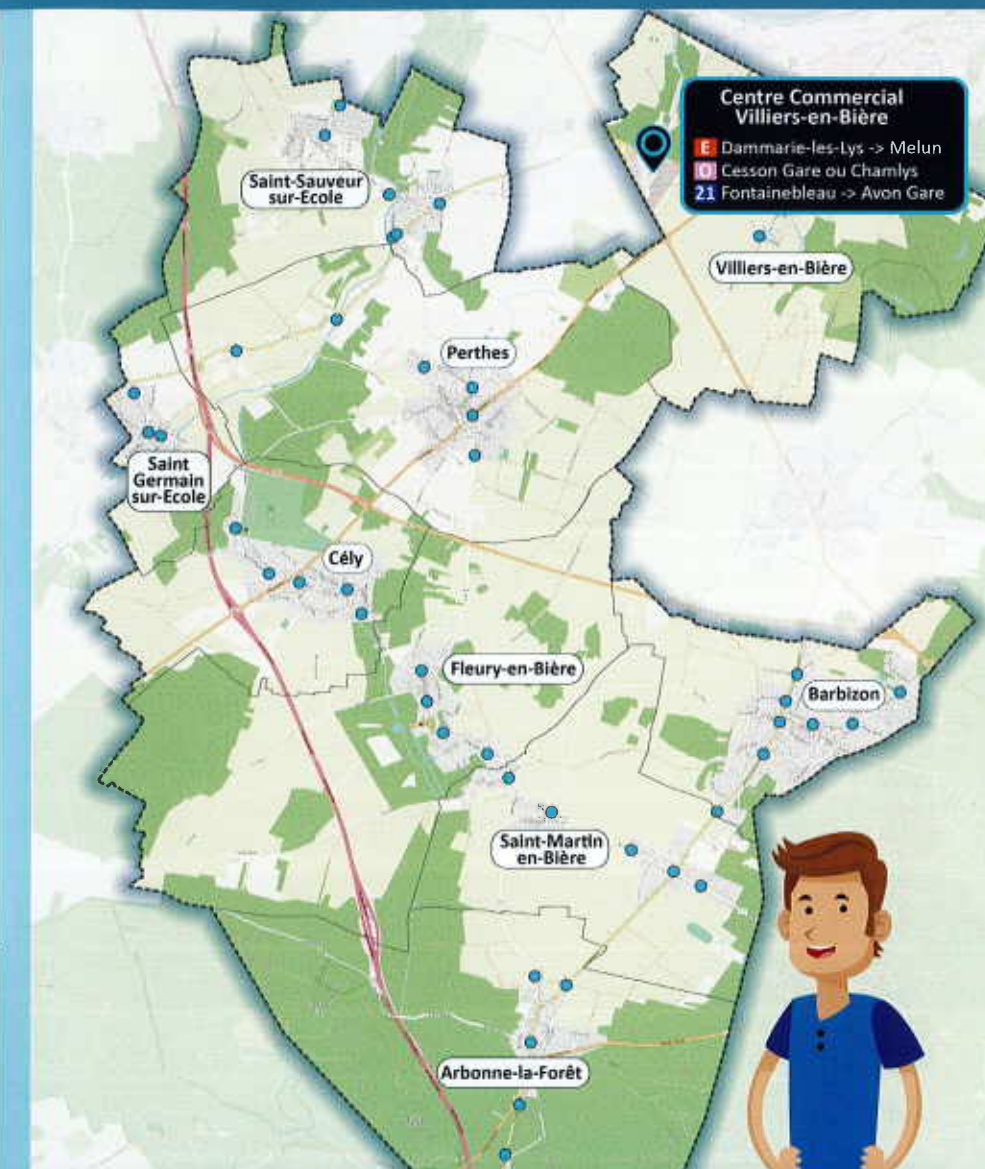 Centre Commercial
Villiers-en-Bière
E Dammarie-les-Lys -> Melun
O Cesson Gare ou Chamlys
21 Fontainebleau -> Avon Gare
Saint-Sauveur
sur-Ecole
Villiers-en-Bière
Perthes
Saint
Germain
sur-Ecole
Cély
Fleury-en-Bière
Barbizon
Saint-Martin
en-Bière
Arbonne-la-Forêt